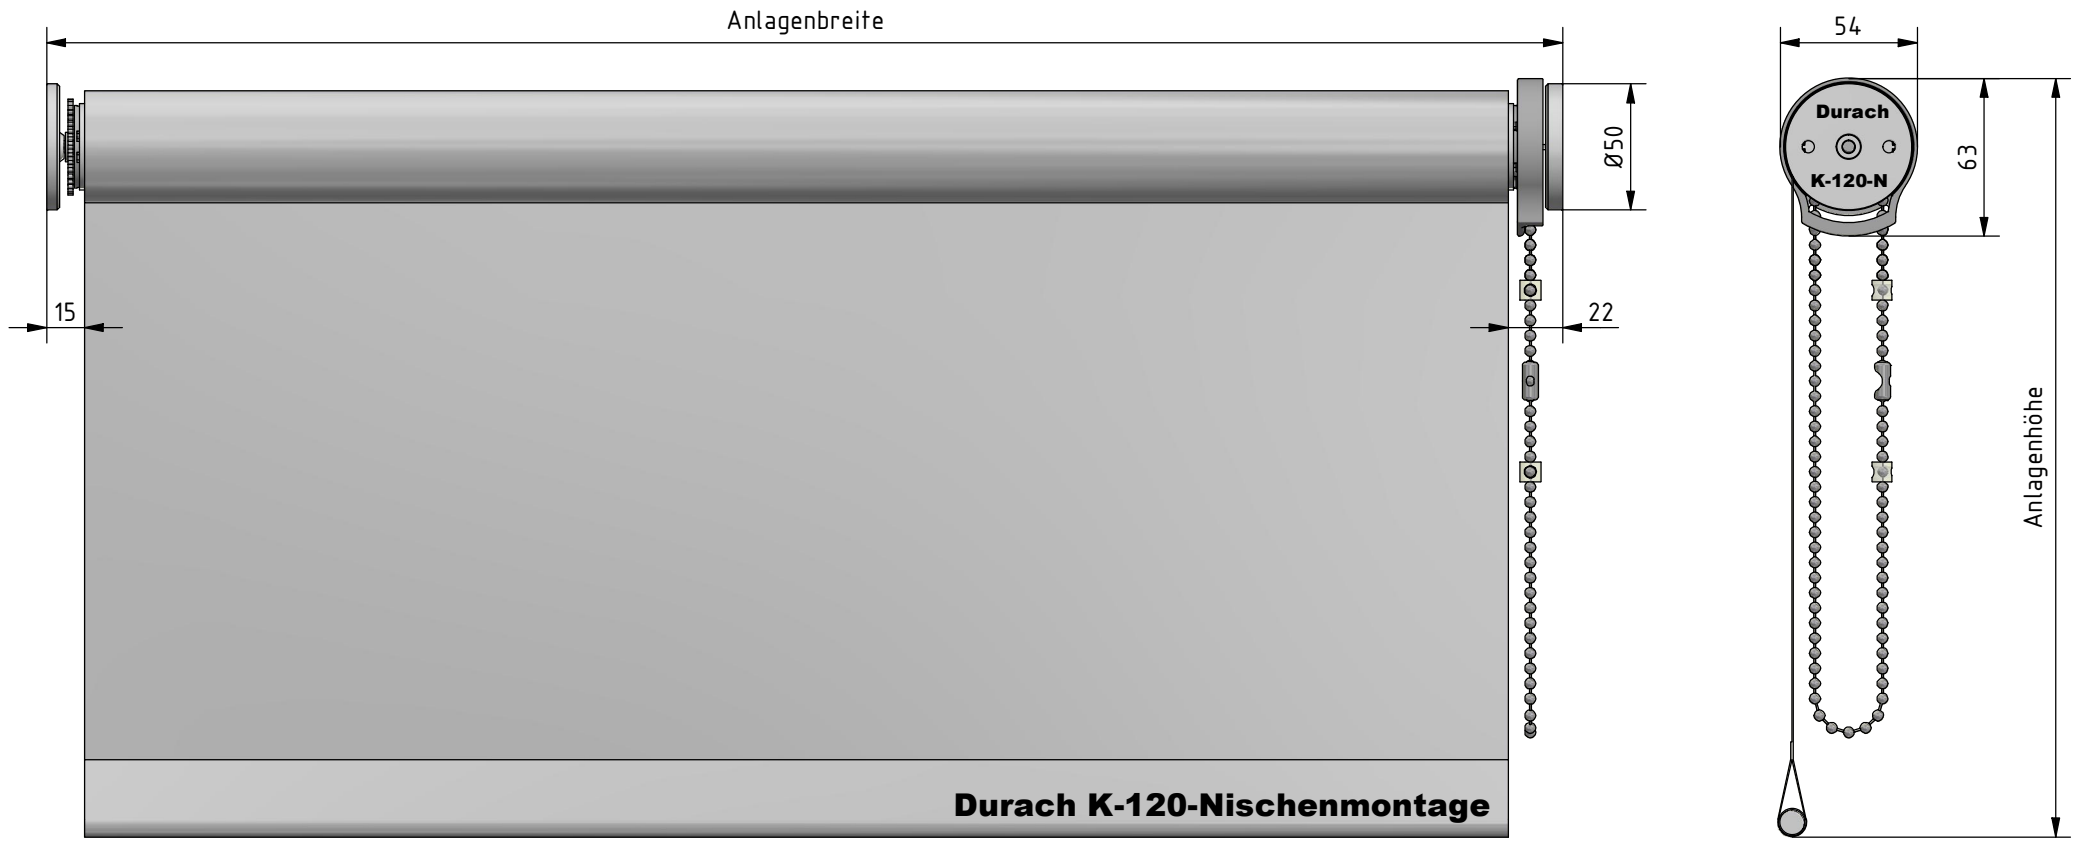 Anlagenbreite
54
Durach
K-120-N
Ø50
63
15
22
Anlagenhöhe
Durach K-120-Nischenmontage